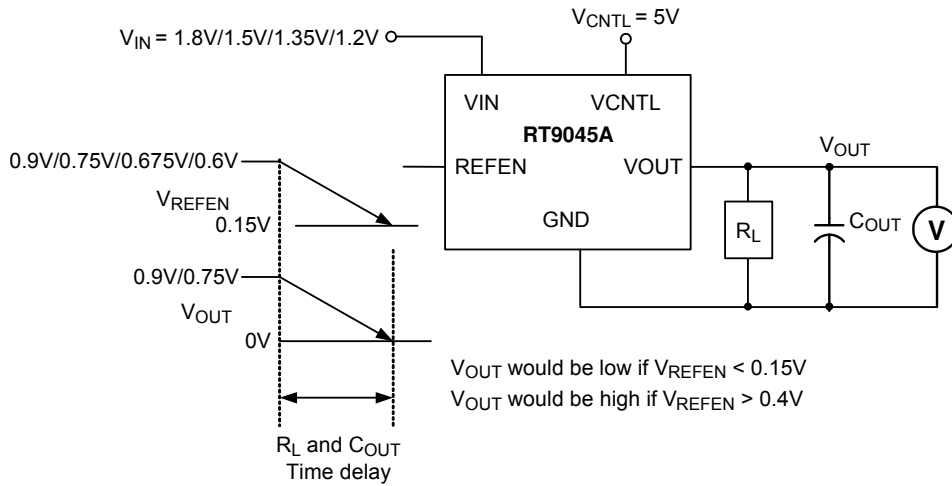 V_CNTL = 5V
V_IN = 1.8V/1.5V/1.35V/1.2V
VIN
VCNTL
RT9045A
0.9V/0.75V/0.675V/0.6V
REFEN
VOUT
V_OUT
V_REFEN
0.15V
GND
R_L
C_OUT
V
0.9V/0.75V
V_OUT
0V
V_OUT would be low if V_REFEN < 0.15V
V_OUT would be high if V_REFEN > 0.4V
R_L and C_OUT
Time delay